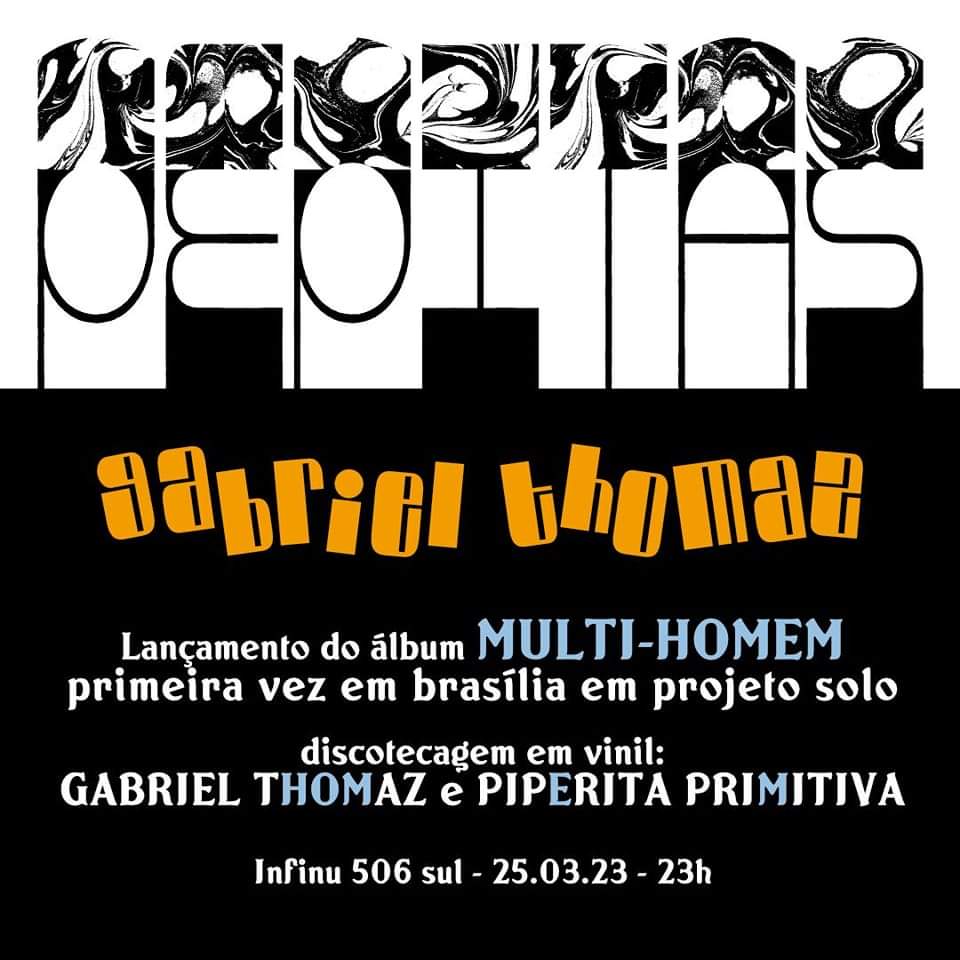 PEPITAS
gabriel thomaz
Lançamento do álbum MULTI-HOMEM
primeira vez em brasília em projeto solo
discotecagem em vinil:
GABRIEL THOMAZ e PIPERITA PRIMITIVA
Infinu 506 sul - 25.03.23 - 23h